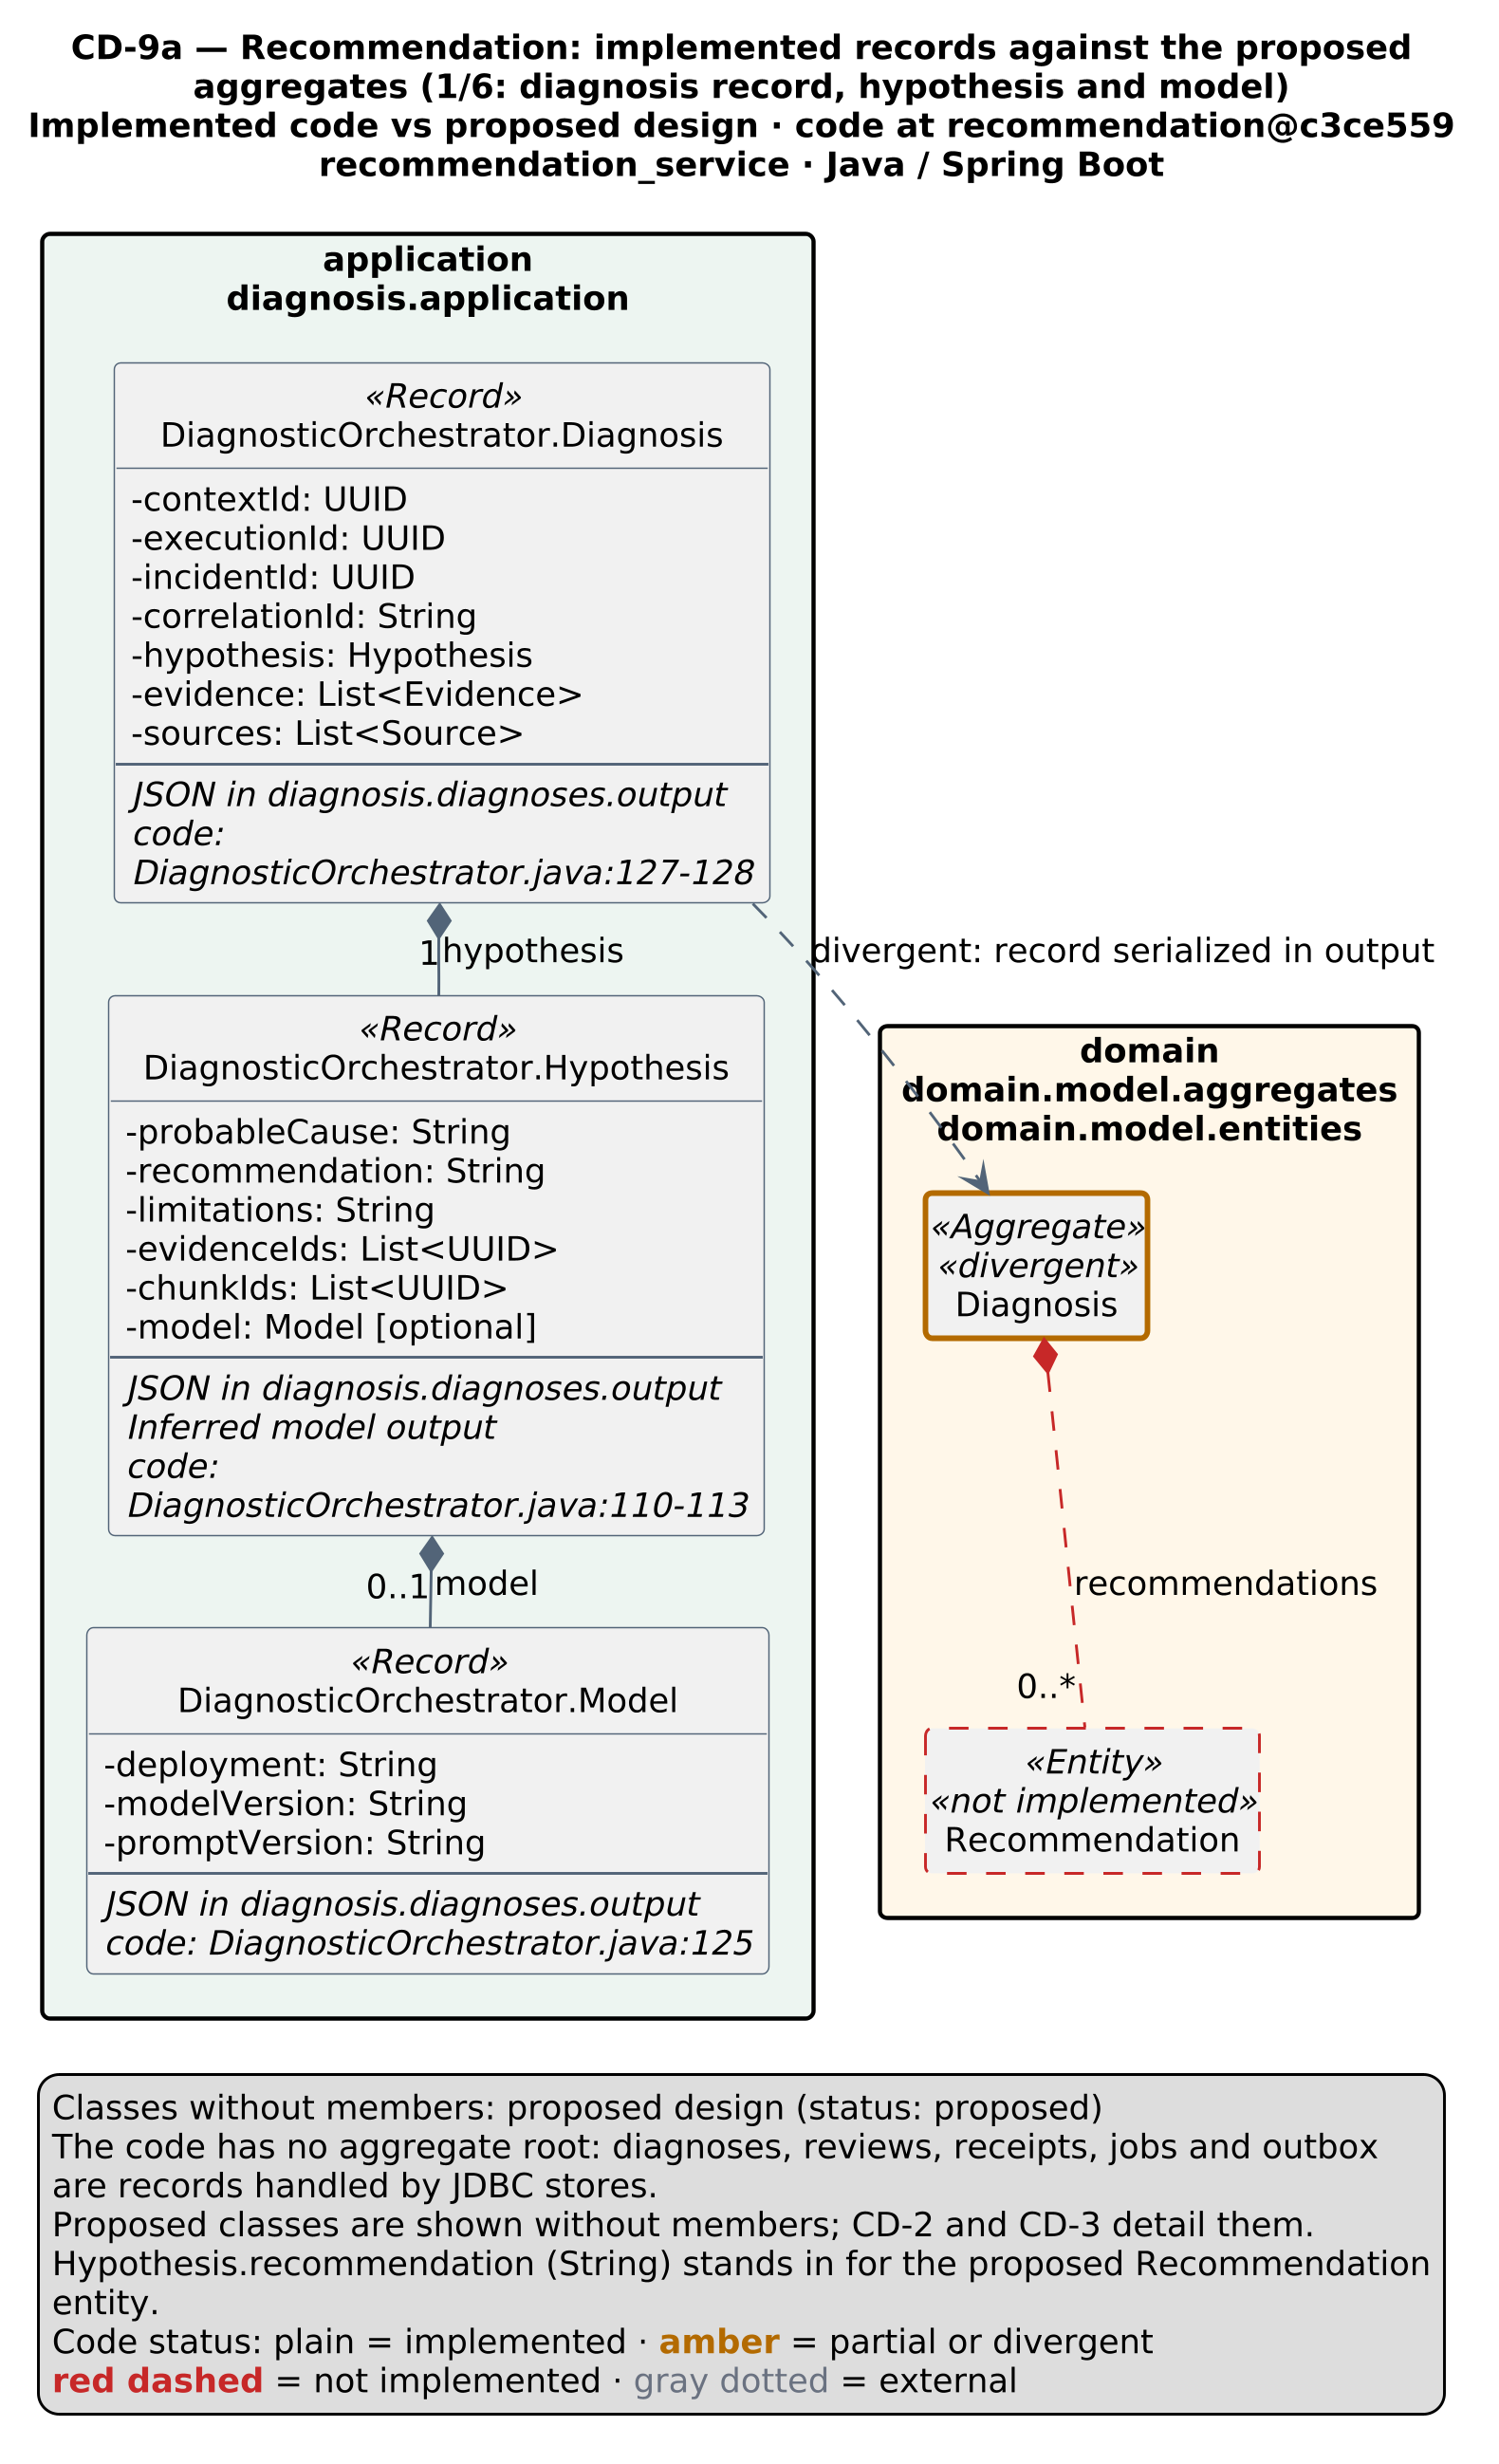 CD-9a — Recommendation: implemented records against the proposed
aggregates (1/6: diagnosis record, hypothesis and model)
Implemented code vs proposed design · code at recommendation@c3ce559
recommendation_service · Java / Spring Boot
application
diagnosis.application
«Record»
DiagnosticOrchestrator.Diagnosis
-contextId: UUID
-executionId: UUID
-incidentId: UUID
-correlationId: String
-hypothesis: Hypothesis
-evidence: List<Evidence>
-sources: List<Source>
JSON in diagnosis.diagnoses.output
code:
DiagnosticOrchestrator.java:127-128
1 hypothesis
divergent: record serialized in output
«Record»
DiagnosticOrchestrator.Hypothesis
-probableCause: String
-recommendation: String
-limitations: String
-evidenceIds: List<UUID>
-chunkIds: List<UUID>
-model: Model [optional]
JSON in diagnosis.diagnoses.output
Inferred model output
code:
DiagnosticOrchestrator.java:110-113
0..1 model
«Record»
DiagnosticOrchestrator.Model
-deployment: String
-modelVersion: String
-promptVersion: String
JSON in diagnosis.diagnoses.output
code: DiagnosticOrchestrator.java:125
domain
domain.model.aggregates
domain.model.entities
«Aggregate»
«divergent»
Diagnosis
recommendations
0..*
«Entity»
«not implemented»
Recommendation
Classes without members: proposed design (status: proposed)
The code has no aggregate root: diagnoses, reviews, receipts, jobs and outbox
are records handled by JDBC stores.
Proposed classes are shown without members; CD-2 and CD-3 detail them.
Hypothesis.recommendation (String) stands in for the proposed Recommendation
entity.
Code status: plain = implemented · amber = partial or divergent
red dashed = not implemented · gray dotted = external